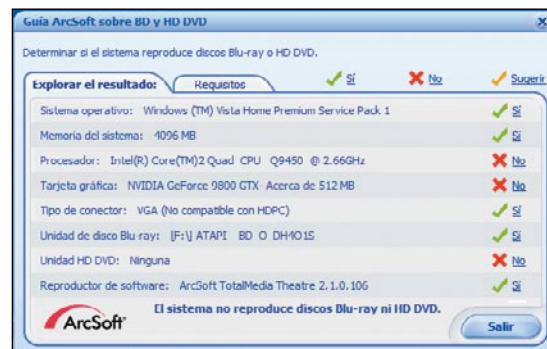 Guía ArcSoft sobre BD y HD DVD
Determinar si el sistema reproduce discos Blu-ray o HD DVD.
Explorar el resultado: Requisitos Sí No Sugerir
Sistema operativo: Windows (TM) Vista Home Premium Service Pack 1 Sí
Memoria del sistema: 4096 MB Sí
Procesador: Intel(R) Core(TM)2 Quad CPU Q9450 @ 2.66GHz No
Tarjeta gráfica: NVIDIA GeForce 9800 GTX Acerca de 512 MB No
Tipo de conector: VGA (No compatible con HDPC) Sí
Unidad de disco Blu-ray: [F:\] ATAPI BD O DH4O1S Sí
Unidad HD DVD: Ninguna No
Reproductor de software: ArcSoft TotalMedia Theatre 2.1.0.106 Sí
El sistema no reproduce discos Blu-ray ni HD DVD.
ArcSoft Salir